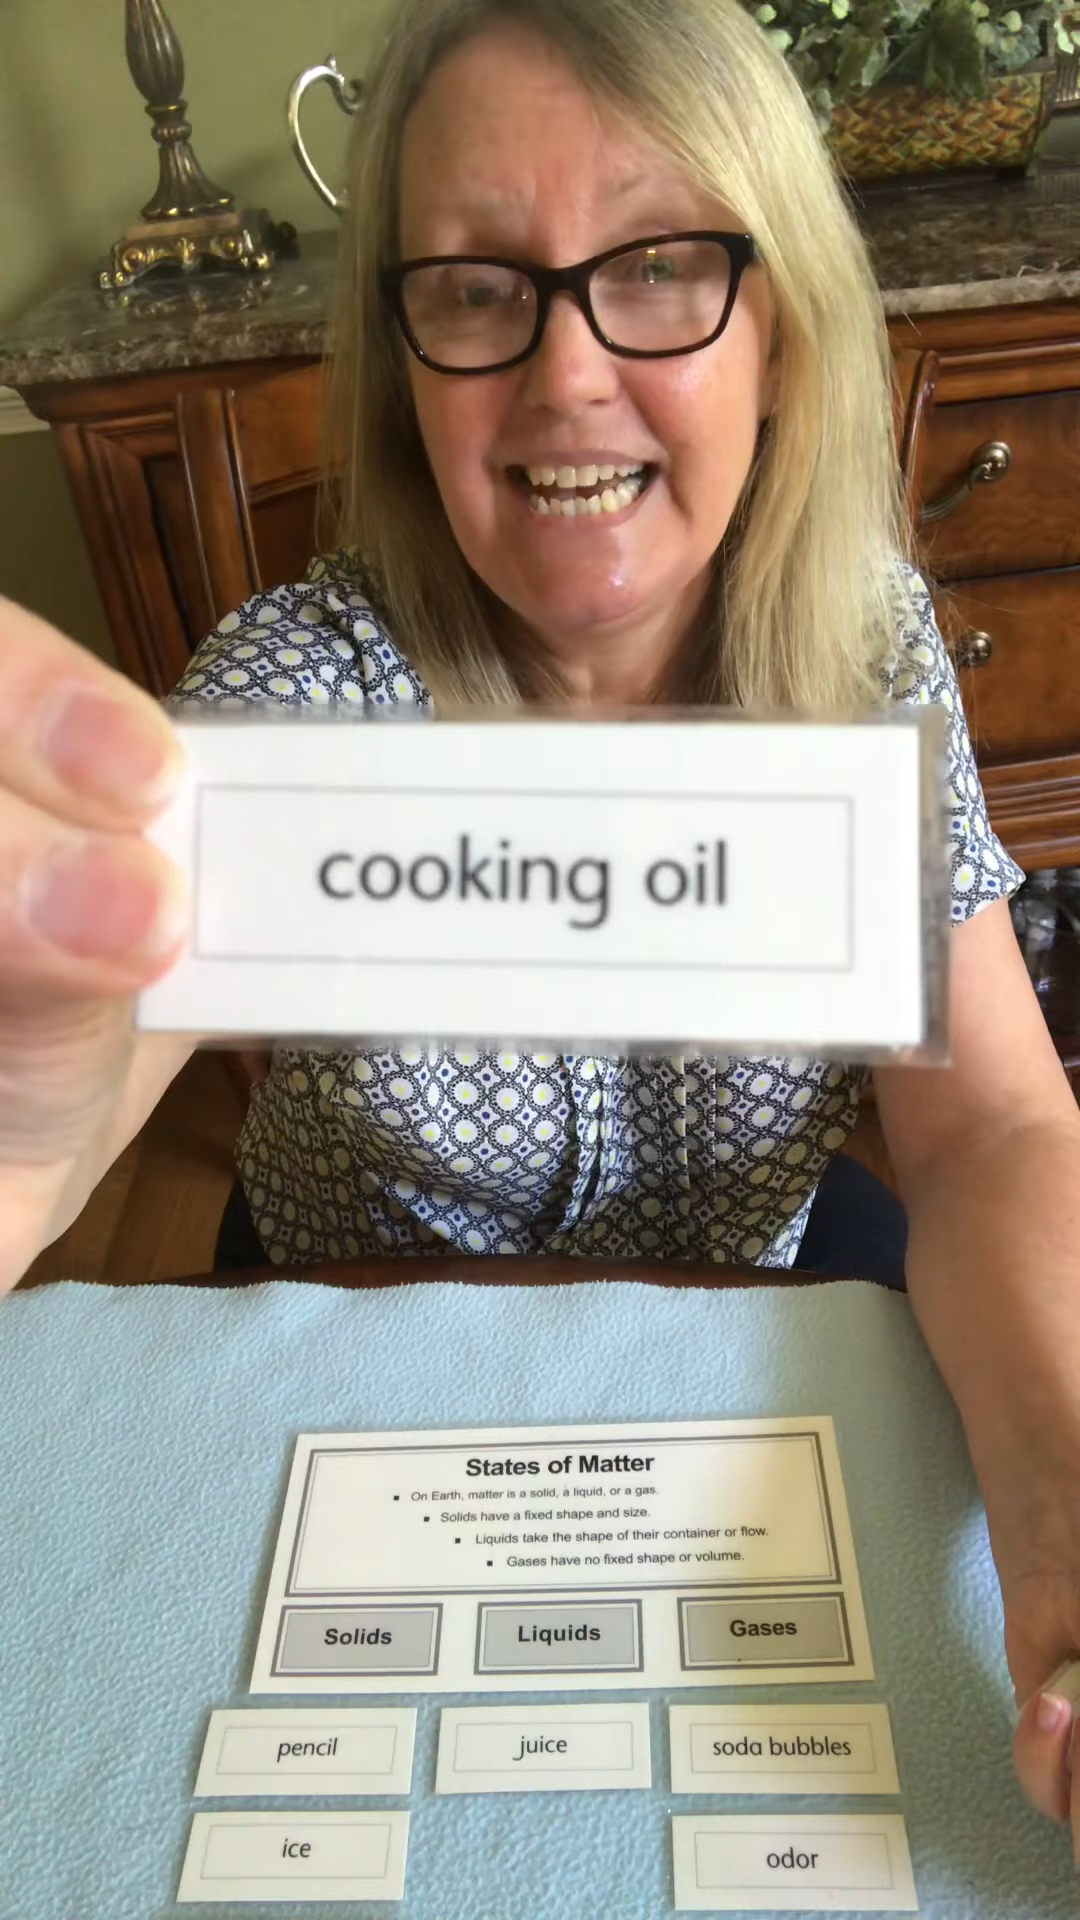 cooking oil
States of Matter
▪ On Earth, matter is a solid, a liquid, or a gas.
▪ Solids have a fixed shape and size.
▪ Liquids take the shape of their container or flow.
▪ Gases have no fixed shape or volume.
Solids Liquids Gases
pencil juice soda bubbles
ice odor